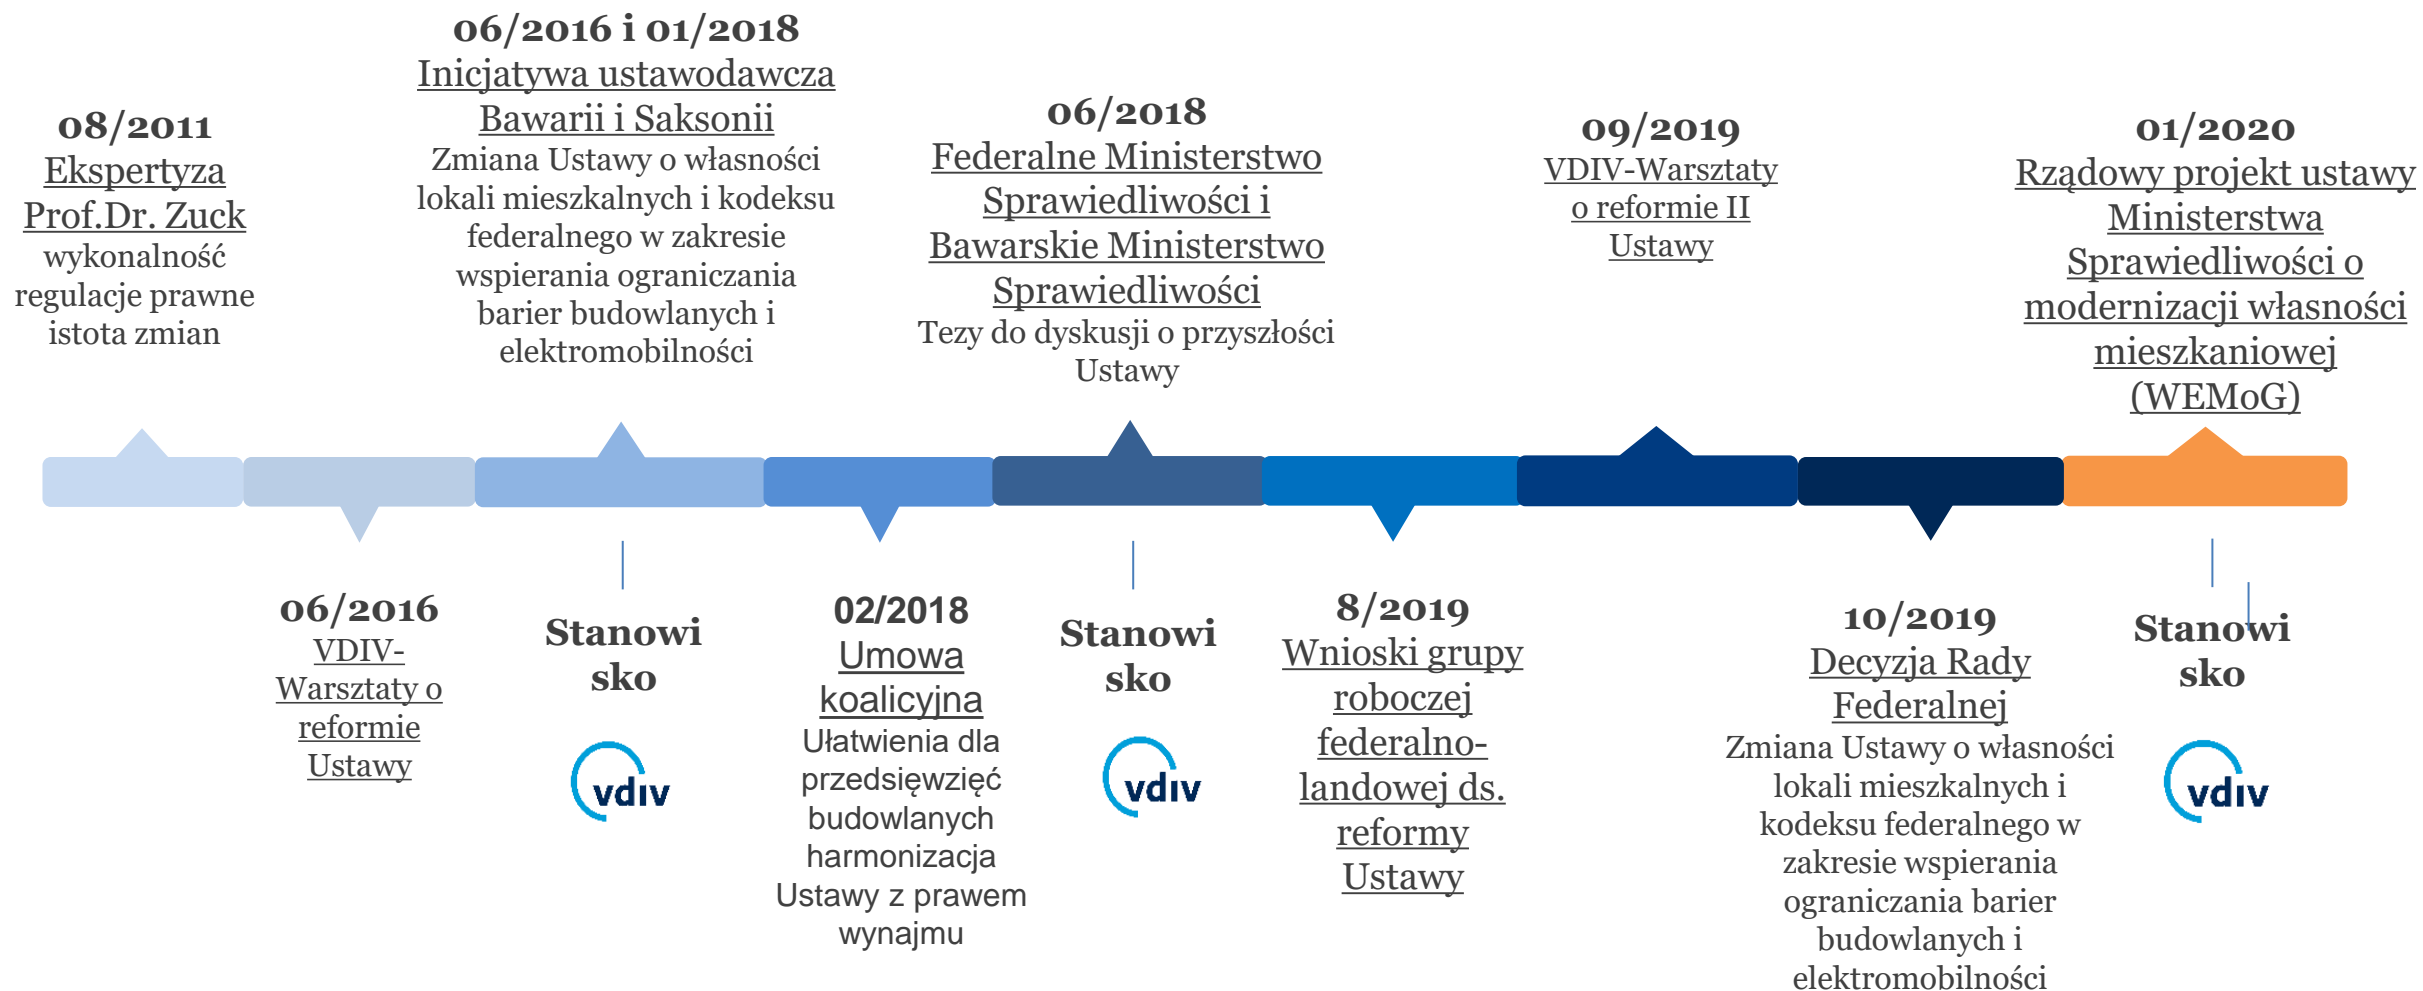 08/2011
Ekspertyza
Prof.Dr. Zuck
wykonalność
regulacje prawne
istota zmian
06/2016 i 01/2018
Inicjatywa ustawodawcza
Bawarii i Saksonii
Zmiana Ustawy o własności
lokali mieszkalnych i kodeksu
federalnego w zakresie
wspierania ograniczania
barier budowlanych i
elektromobilności
06/2018
Federalne Ministerstwo
Sprawiedliwości i
Bawarskie Ministerstwo
Sprawiedliwości
Tezy do dyskusji o przyszłości
Ustawy
09/2019
VDIV-Warsztaty
o reformie II
Ustawy
01/2020
Rządowy projekt ustawy
Ministerstwa
Sprawiedliwości o
modernizacji własności
mieszkaniowej
(WEMoG)
06/2016
VDIV-
Warsztaty o
reformie
Ustawy
Stanowi
sko
vdiv
02/2018
Umowa
koalicyjna
Ułatwienia dla
przedsięwzięć
budowlanych
harmonizacja
Ustawy z prawem
wynajmu
Stanowi
sko
vdiv
8/2019
Wnioski grupy
roboczej
federalno-
landowej ds.
reformy
Ustawy
10/2019
Decyzja Rady
Federalnej
Zmiana Ustawy o własności
lokali mieszkalnych i
kodeksu federalnego w
zakresie wspierania
ograniczania barier
budowlanych i
elektromobilności
Stanowi
sko
vdiv